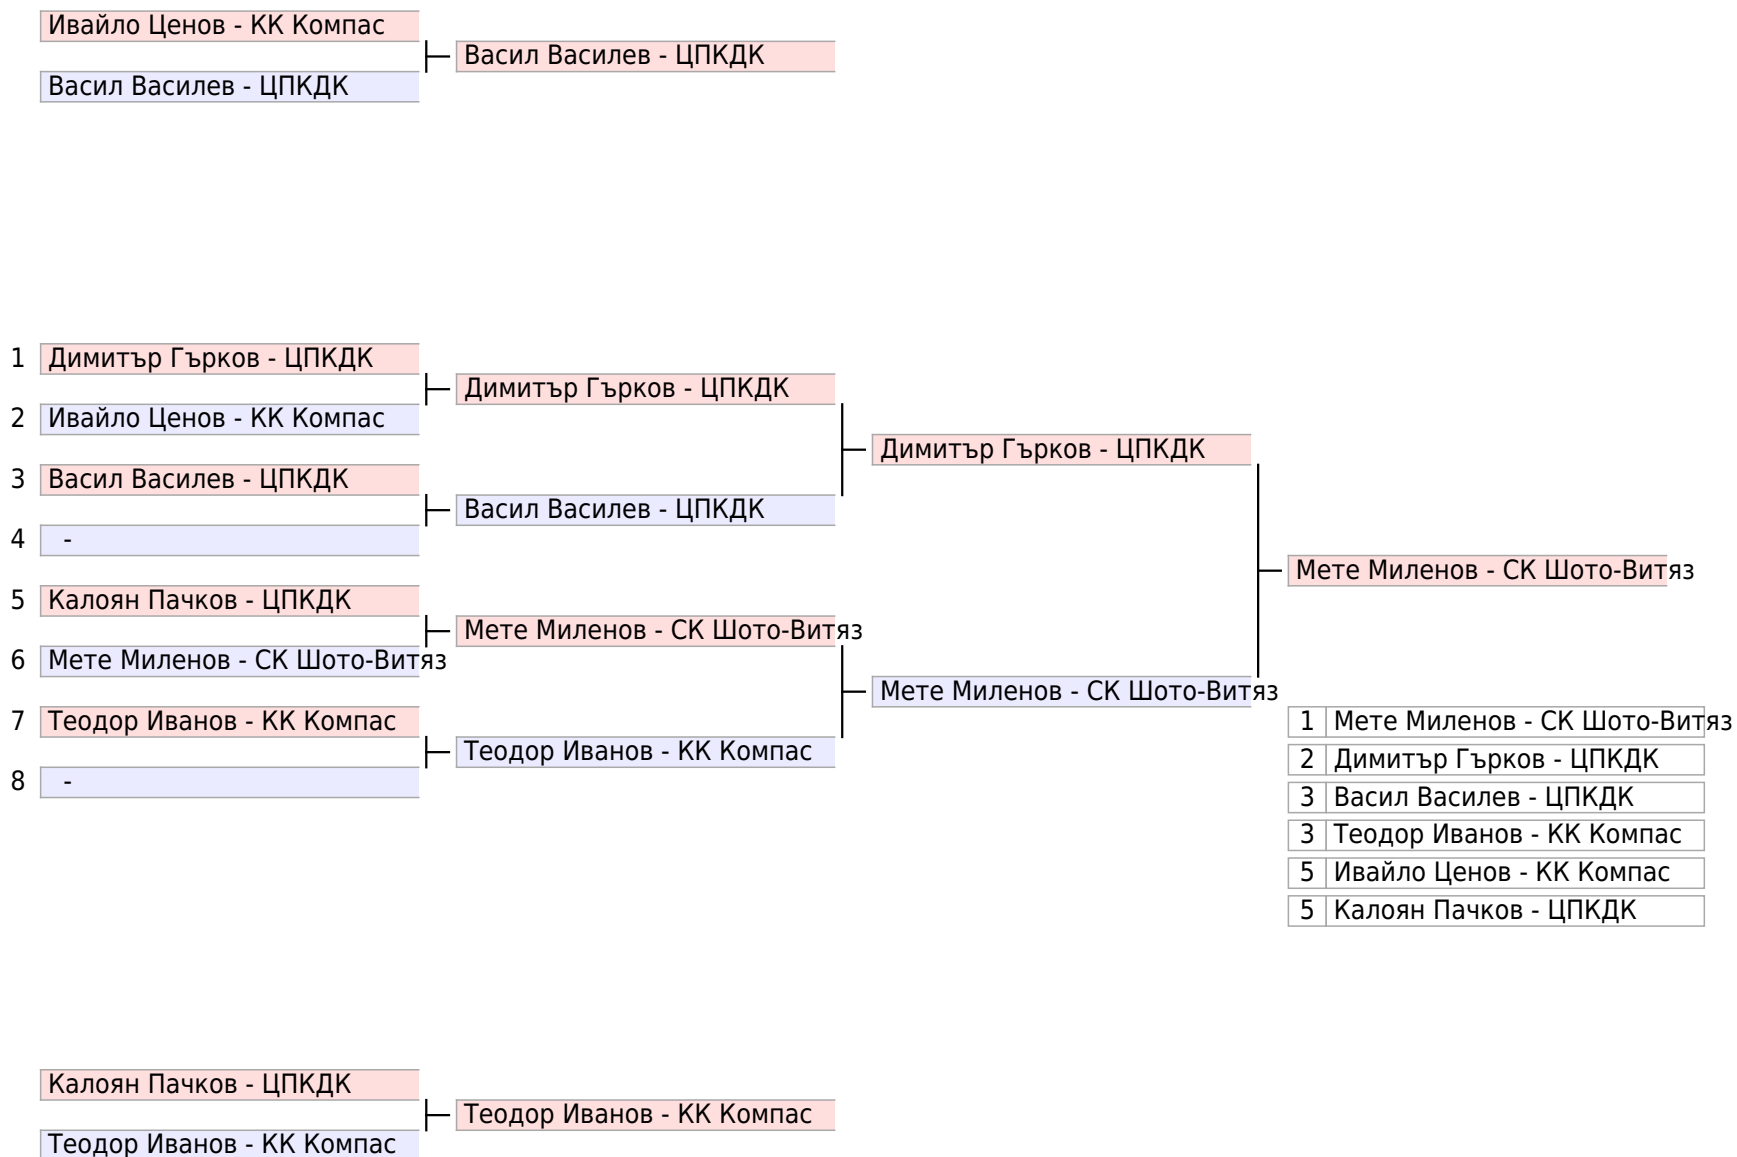 Ивайло Ценов - КК Компас
Васил Василев - ЦПКДК
Васил Василев - ЦПКДК
1 Димитър Гърков - ЦПКДК
Димитър Гърков - ЦПКДК
2 Ивайло Ценов - КК Компас
Димитър Гърков - ЦПКДК
3 Васил Василев - ЦПКДК
Васил Василев - ЦПКДК
4 -
Мете Миленов - СК Шото-Витяз
5 Калоян Пачков - ЦПКДК
Мете Миленов - СК Шото-Витяз
6 Мете Миленов - СК Шото-Витяз
Мете Миленов - СК Шото-Витяз
7 Теодор Иванов - КК Компас
Теодор Иванов - КК Компас
8 -
1 Мете Миленов - СК Шото-Витяз
2 Димитър Гърков - ЦПКДК
3 Васил Василев - ЦПКДК
3 Теодор Иванов - КК Компас
5 Ивайло Ценов - КК Компас
5 Калоян Пачков - ЦПКДК
Калоян Пачков - ЦПКДК
Теодор Иванов - КК Компас
Теодор Иванов - КК Компас